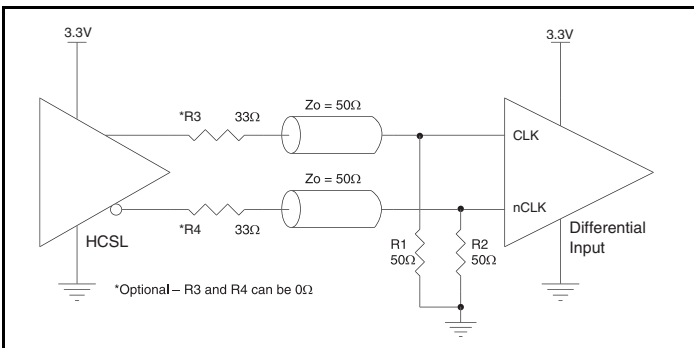 3.3V
3.3V
*R3 33Ω
Zo = 50Ω
CLK
Zo = 50Ω
nCLK
*R4 33Ω
HCSL
R1
50Ω
R2
50Ω
Differential
Input
*Optional – R3 and R4 can be 0Ω